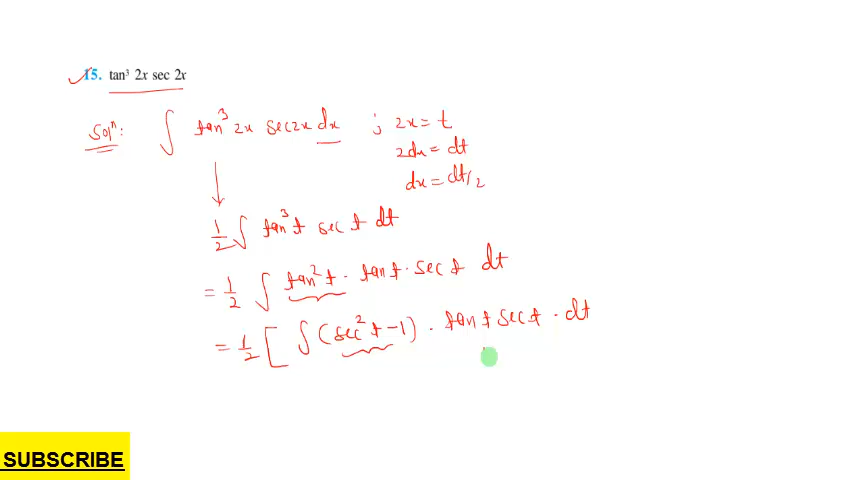 15. tan³ 2x sec 2x
Solⁿ: ∫ tan³ 2x sec2x dx ; 2x = t
2dx = dt
dx = dt/2
1/2 ∫ tan³ t sec t dt
= 1/2 ∫ tan² t · tan t · sec t dt
= 1/2 [ ∫ (sec² t - 1) · tan t sec t · dt
SUBSCRIBE